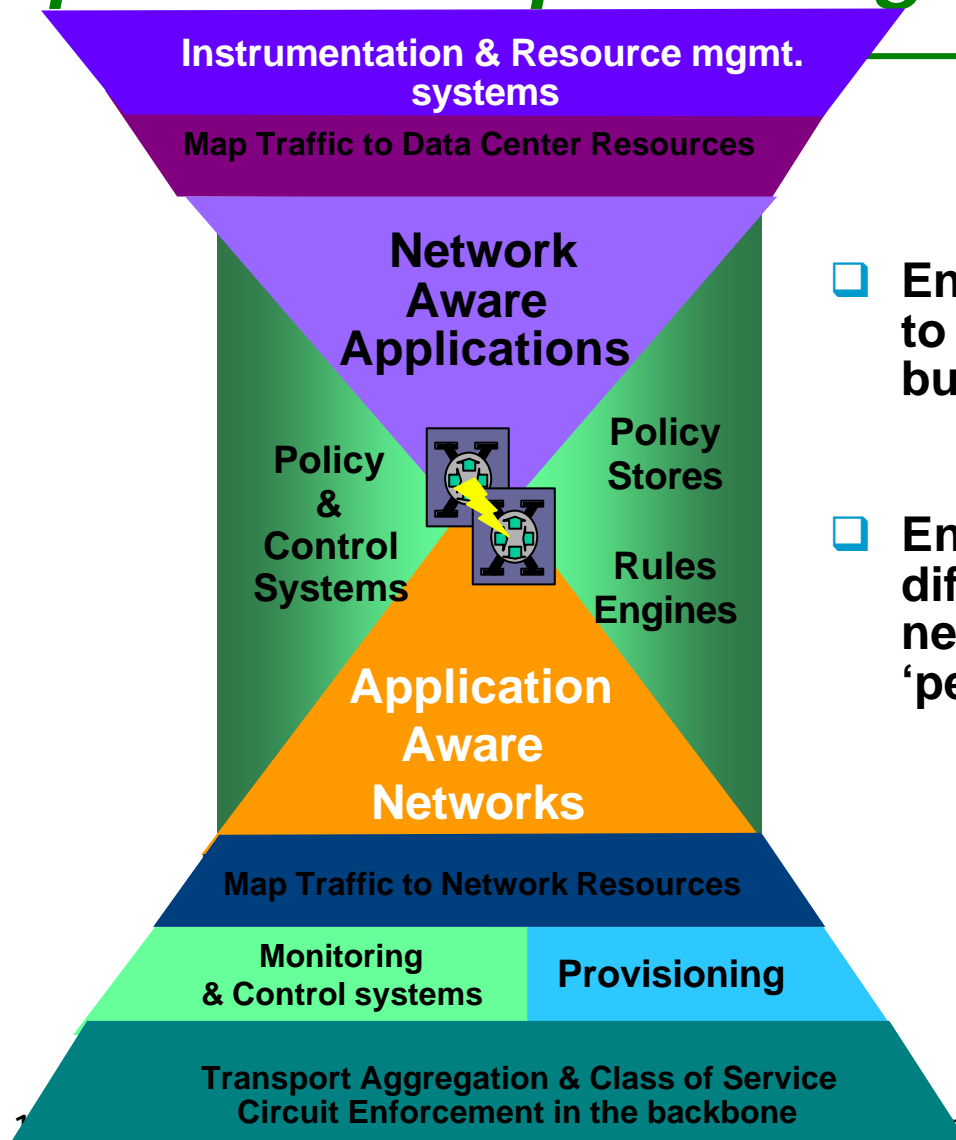 Instrumentation & Resource mgmt.
systems
Map Traffic to Data Center Resources
Network
Aware
Applications
Policy
&
Control
Systems
Policy
Stores
Rules
Engines
Application
Aware
Networks
Map Traffic to Network Resources
Monitoring
& Control systems
Provisioning
Transport Aggregation & Class of Service
Circuit Enforcement in the backbone
to